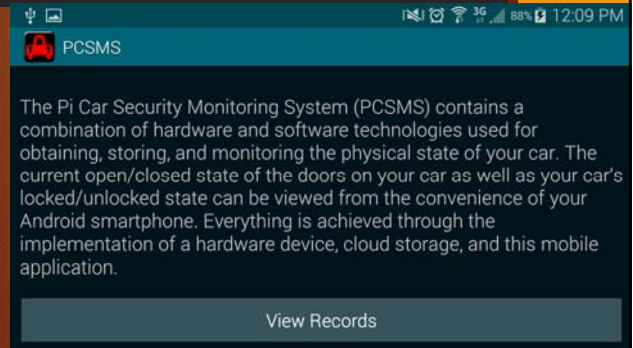 3G 88% 12:09 PM
PCSMS
The Pi Car Security Monitoring System (PCSMS) contains a
combination of hardware and software technologies used for
obtaining, storing, and monitoring the physical state of your car. The
current open/closed state of the doors on your car as well as your car's
locked/unlocked state can be viewed from the convenience of your
Android smartphone. Everything is achieved through the
implementation of a hardware device, cloud storage, and this mobile
application.
View Records